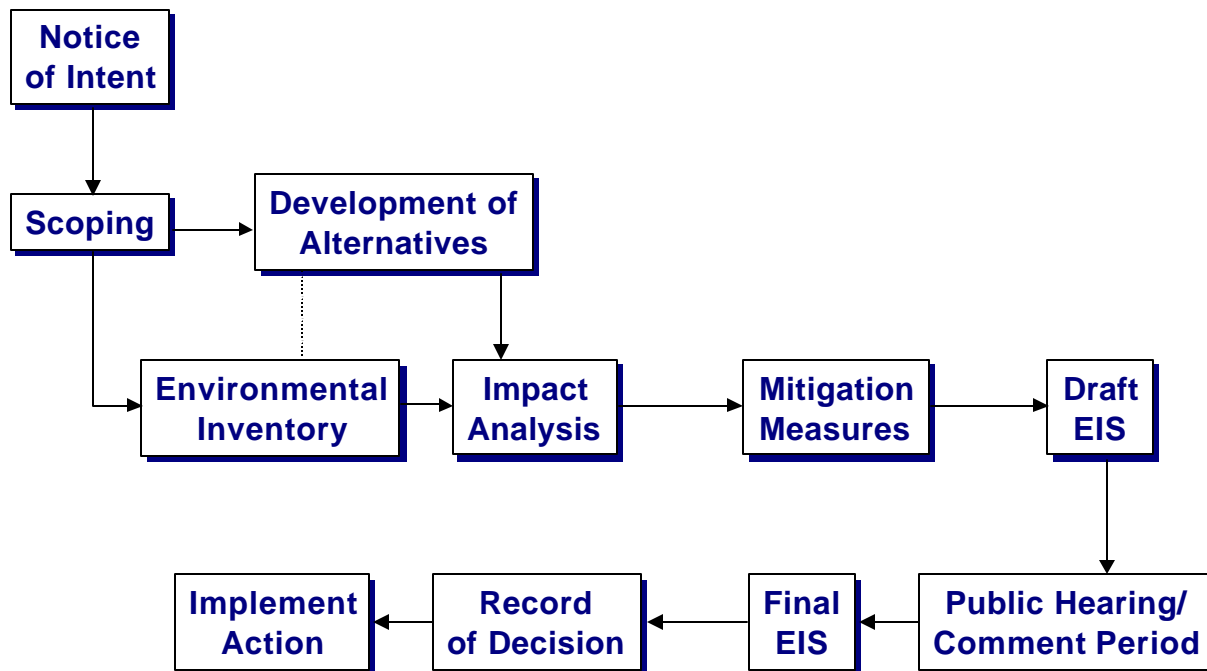 Notice
of Intent
Scoping
Development of
Alternatives
Environmental
Inventory
Impact
Analysis
Mitigation
Measures
Draft
EIS
Public Hearing/
Comment Period
Final
EIS
Record
of Decision
Implement
Action